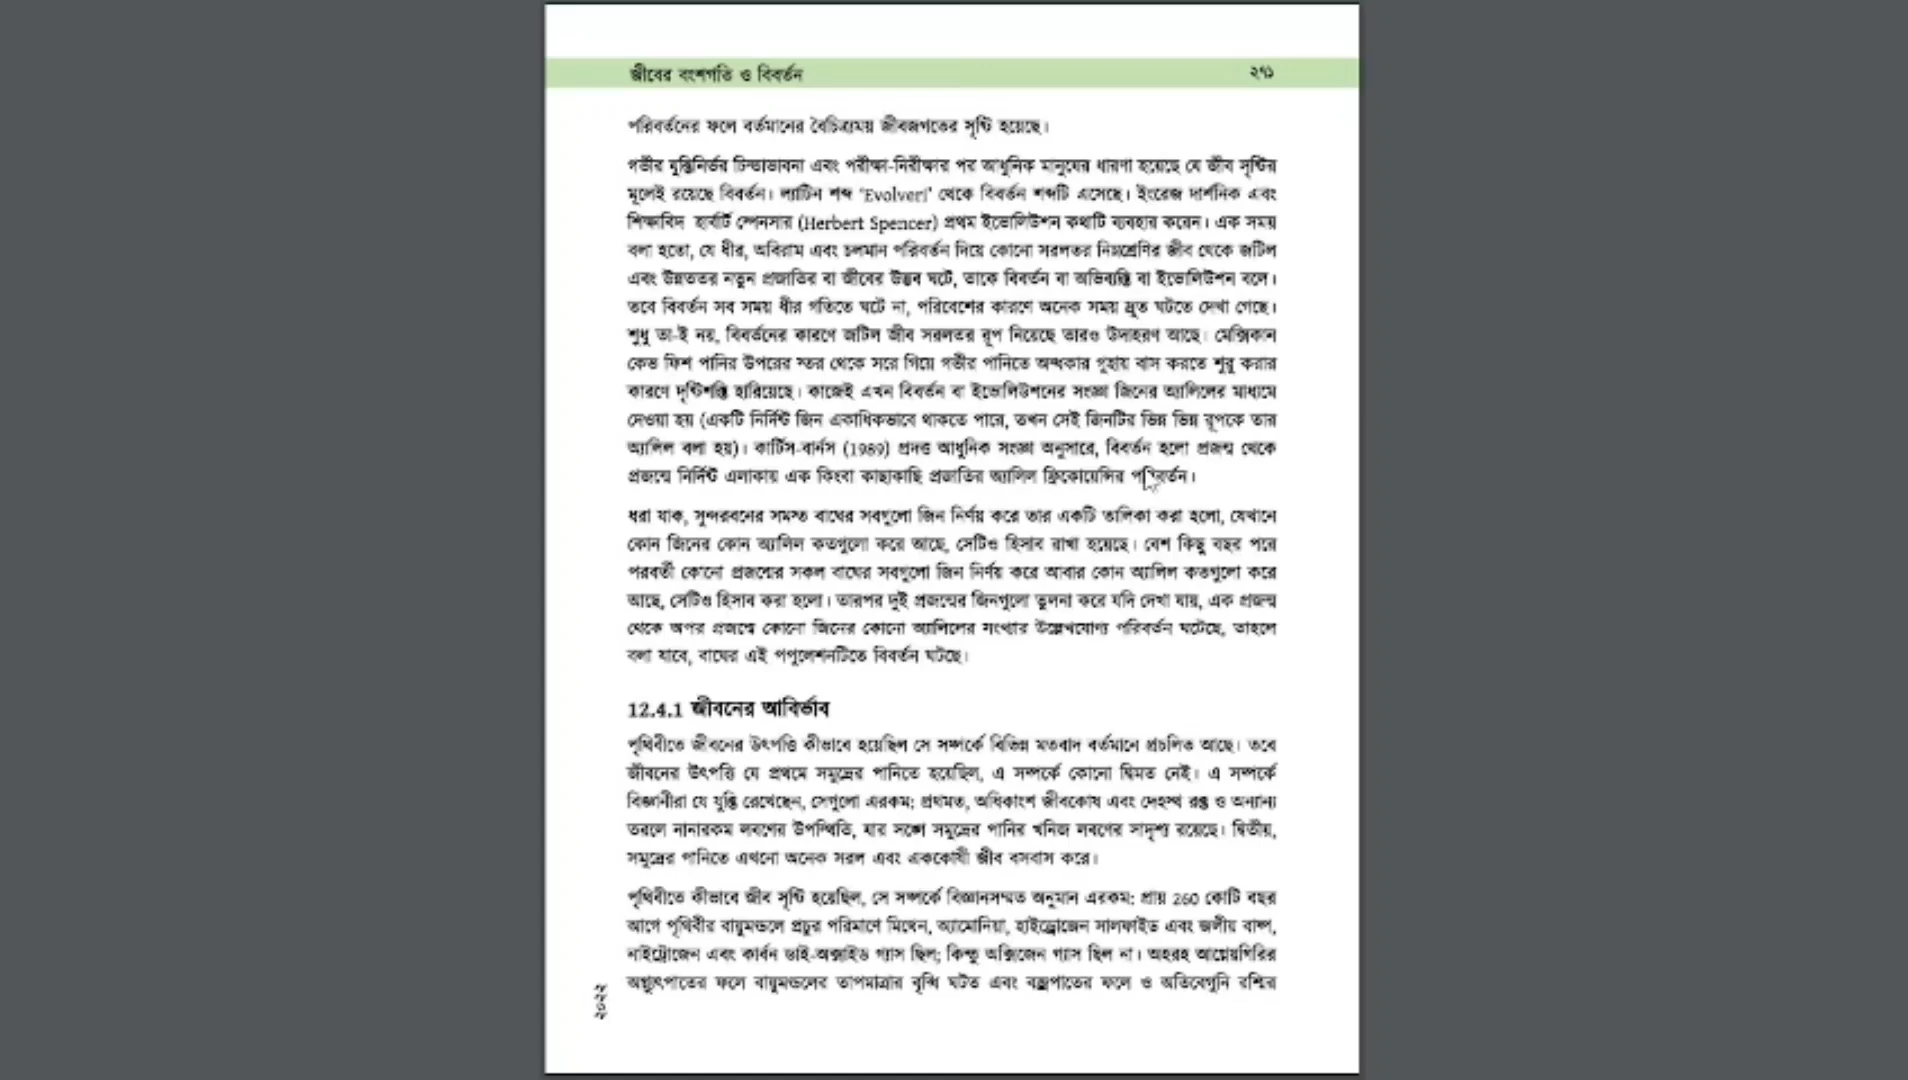 জীবের বংশগতি ও বিবর্তন ২৭১
পরিবর্তনের ফলে বর্তমানের বৈচিত্র্যময় জীবজগতের সৃষ্টি হয়েছে।
গভীর যুক্তিনির্ভর চিন্তাভাবনা এবং পরীক্ষা-নিরীক্ষার পর আধুনিক মানুষের ধারণা হয়েছে যে জীব সৃষ্টির
মূলেই রয়েছে বিবর্তন। ল্যাটিন শব্দ 'Evolveri' থেকে বিবর্তন শব্দটি এসেছে। ইংরেজ দার্শনিক এবং
শিক্ষাবিদ হার্বার্ট স্পেনসার (Herbert Spencer) প্রথম ইভোলিউশন কথাটি ব্যবহার করেন। এক সময়
বলা হতো, যে ধীর, অবিরাম এবং চলমান পরিবর্তন দিয়ে কোনো সরলতর নিম্নশ্রেণির জীব থেকে জটিল
এবং উন্নততর নতুন প্রজাতির বা জীবের উদ্ভব ঘটে, তাকে বিবর্তন বা অভিব্যক্তি বা ইভোলিউশন বলে।
তবে বিবর্তন সব সময় ধীর গতিতে ঘটে না, পরিবেশের কারণে অনেক সময় দ্রুত ঘটতে দেখা গেছে।
শুধু তা-ই নয়, বিবর্তনের কারণে জটিল জীব সরলতর রূপ নিয়েছে তারও উদাহরণ আছে। মেক্সিকান
কেভ ফিশ পানির উপরের স্তর থেকে সরে গিয়ে গভীর পানিতে অন্ধকার গুহায় বাস করতে শুরু করার
কারণে দৃষ্টিশক্তি হারিয়েছে। কাজেই এখন বিবর্তন বা ইভোলিউশনের সংজ্ঞা জিনের অ্যালিলের মাধ্যমে
দেওয়া হয় (একটি নির্দিষ্ট জিন একাধিকভাবে থাকতে পারে, তখন সেই জিনটির ভিন্ন ভিন্ন রূপকে তার
অ্যালিল বলা হয়)। কার্টিস-বার্নস (1989) প্রদত্ত আধুনিক সংজ্ঞা অনুসারে, বিবর্তন হলো প্রজন্ম থেকে
প্রজন্মে নির্দিষ্ট এলাকায় এক কিংবা কাছাকাছি প্রজাতির অ্যালিল ফ্রিকোয়েন্সির পরিবর্তন।
ধরা যাক, সুন্দরবনের সমস্ত বাঘের সবগুলো জিন নির্ণয় করে তার একটি তালিকা করা হলো, যেখানে
কোন জিনের কোন অ্যালিল কতগুলো করে আছে, সেটিও হিসাব রাখা হয়েছে। বেশ কিছু বছর পরে
পরবর্তী কোনো প্রজন্মের সকল বাঘের সবগুলো জিন নির্ণয় করে আবার কোন অ্যালিল কতগুলো করে
আছে, সেটিও হিসাব করা হলো। তারপর দুই প্রজন্মের জিনগুলো তুলনা করে যদি দেখা যায়, এক প্রজন্ম
থেকে অপর প্রজন্মে কোনো জিনের কোনো অ্যালিলের সংখ্যার উল্লেখযোগ্য পরিবর্তন ঘটেছে, তাহলে
বলা যাবে, বাঘের এই পপুলেশনটিতে বিবর্তন ঘটছে।
12.4.1 জীবনের আবির্ভাব
পৃথিবীতে জীবনের উৎপত্তি কীভাবে হয়েছিল সে সম্পর্কে বিভিন্ন মতবাদ বর্তমানে প্রচলিত আছে। তবে
জীবনের উৎপত্তি যে প্রথমে সমুদ্রের পানিতে হয়েছিল, এ সম্পর্কে কোনো দ্বিমত নেই। এ সম্পর্কে
বিজ্ঞানীরা যে যুক্তি রেখেছেন, সেগুলো এরকম: প্রথমত, অধিকাংশ জীবকোষ এবং দেহস্থ রক্ত ও অন্যান্য
তরলে নানারকম লবণের উপস্থিতি, যার সঙ্গে সমুদ্রের পানির খনিজ লবণের সাদৃশ্য রয়েছে। দ্বিতীয়,
সমুদ্রের পানিতে এখনো অনেক সরল এবং এককোষী জীব বসবাস করে।
পৃথিবীতে কীভাবে জীব সৃষ্টি হয়েছিল, সে সম্পর্কে বিজ্ঞানসম্মত অনুমান এরকম: প্রায় 260 কোটি বছর
আগে পৃথিবীর বায়ুমন্ডলে প্রচুর পরিমাণে মিথেন, অ্যামোনিয়া, হাইড্রোজেন সালফাইড এবং জলীয় বাষ্প,
নাইট্রোজেন এবং কার্বন ডাই-অক্সাইড গ্যাস ছিল; কিন্তু অক্সিজেন গ্যাস ছিল না। অহরহ আগ্নেয়গিরির
অগ্ন্যুৎপাতের ফলে বায়ুমন্ডলের তাপমাত্রার বৃদ্ধি ঘটত এবং বজ্রপাতের ফলে ও অতিবেগুনি রশ্মির
২০২২